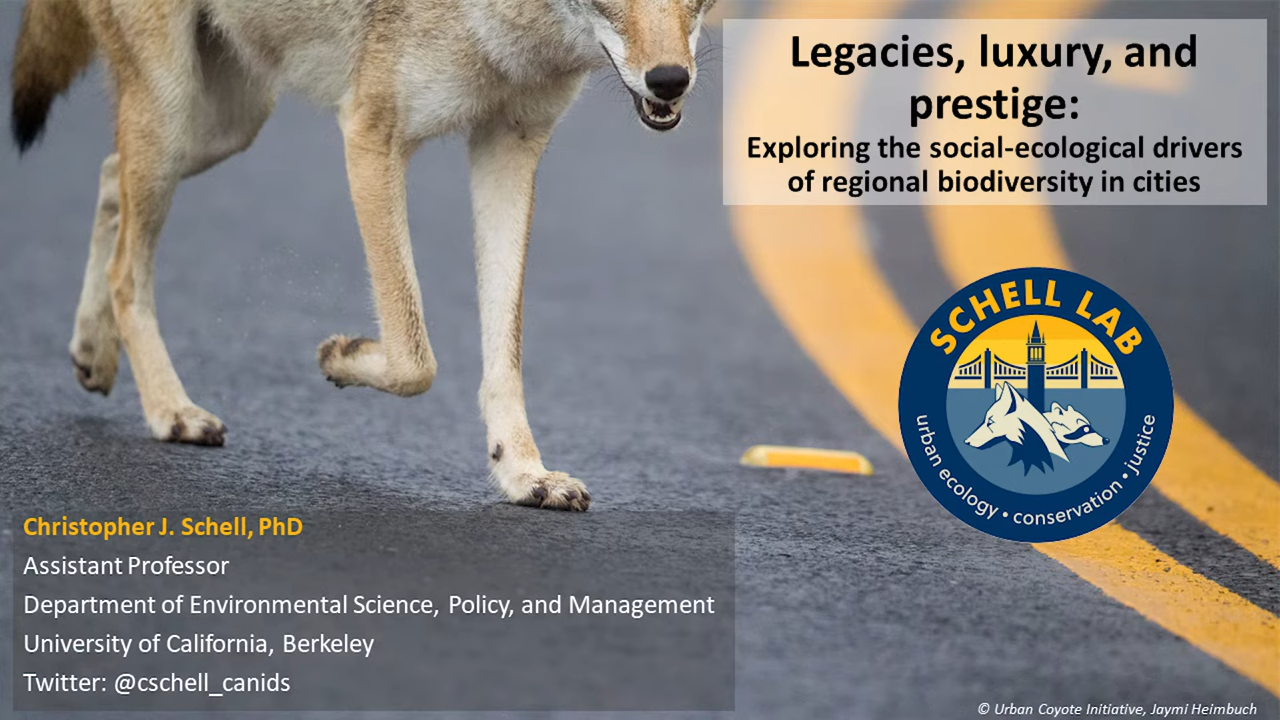 Legacies, luxury, and
prestige:
Exploring the social-ecological drivers
of regional biodiversity in cities
SCHELL LAB
urban ecology • conservation • justice
Christopher J. Schell, PhD
Assistant Professor
Department of Environmental Science, Policy, and Management
University of California, Berkeley
Twitter: @cschell_canids
© Urban Coyote Initiative, Jaymi Heimbuch